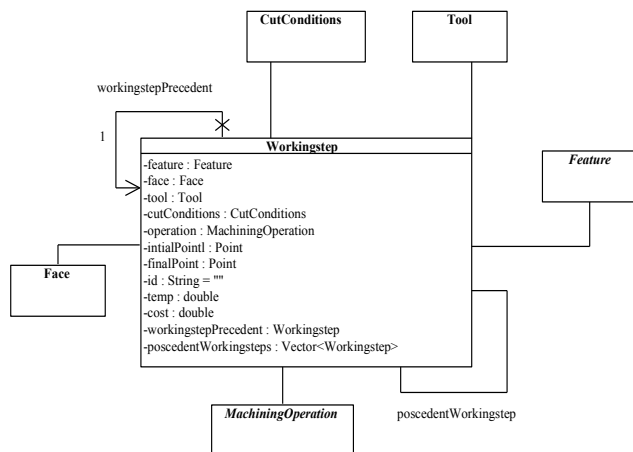 CutConditions
Tool
workingstepPrecedent
1
Workingstep
-feature : Feature
-face : Face
-tool : Tool
-cutConditions : CutConditions
-operation : MachiningOperation
-intialPointl : Point
-finalPoint : Point
-id : String = ""
-temp : double
-cost : double
-workingstepPrecedent : Workingstep
-poscedentWorkingsteps : Vector<Workingstep>
Feature
Face
MachiningOperation
poscedentWorkingstep